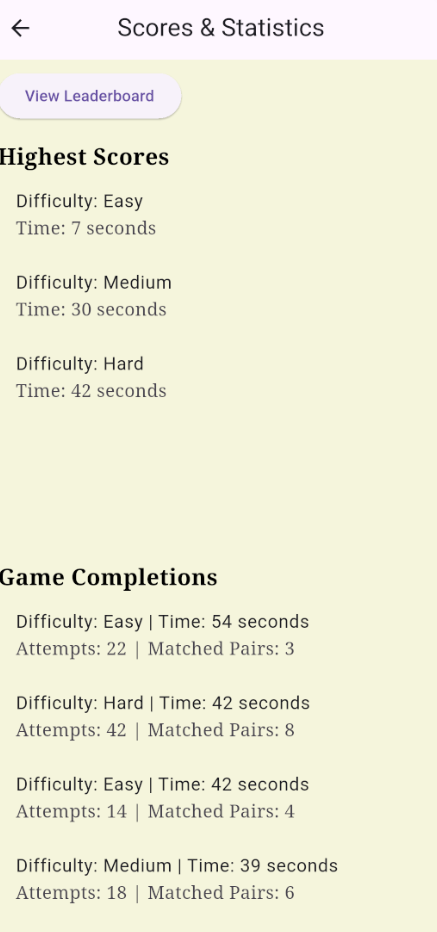 Scores & Statistics
View Leaderboard
Highest Scores
Difficulty: Easy
Time: 7 seconds
Difficulty: Medium
Time: 30 seconds
Difficulty: Hard
Time: 42 seconds
Game Completions
Difficulty: Easy | Time: 54 seconds
Attempts: 22 | Matched Pairs: 3
Difficulty: Hard | Time: 42 seconds
Attempts: 42 | Matched Pairs: 8
Difficulty: Easy | Time: 42 seconds
Attempts: 14 | Matched Pairs: 4
Difficulty: Medium | Time: 39 seconds
Attempts: 18 | Matched Pairs: 6